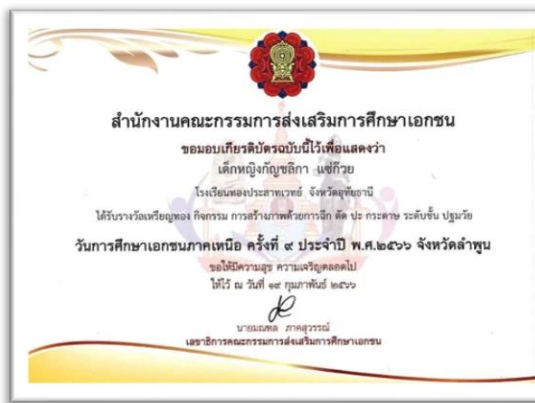 สำนักงานคณะกรรมการส่งเสริมการศึกษาเอกชน
ขอมอบเกียรติบัตรฉบับนี้ไว้เพื่อแสดงว่า
เด็กหญิงกัญชลิกา แซ่ก๊วย
โรงเรียนทองประสาทเวทย์ จังหวัดอุทัยธานี
ได้รับรางวัลเหรียญทอง กิจกรรม การสร้างภาพด้วยการฉีก ตัด ปะ กระดาษ ระดับชั้น ปฐมวัย
วันการศึกษาเอกชนภาคเหนือ ครั้งที่ ๙ ประจำปี พ.ศ.๒๕๖๖ จังหวัดลำพูน
ขอให้มีความสุข ความเจริญตลอดไป
ให้ไว้ ณ วันที่ ๑๙ กุมภาพันธ์ ๒๕๖๖
นายมณฑล ภาคสุวรรณ์
เลขาธิการคณะกรรมการส่งเสริมการศึกษาเอกชน